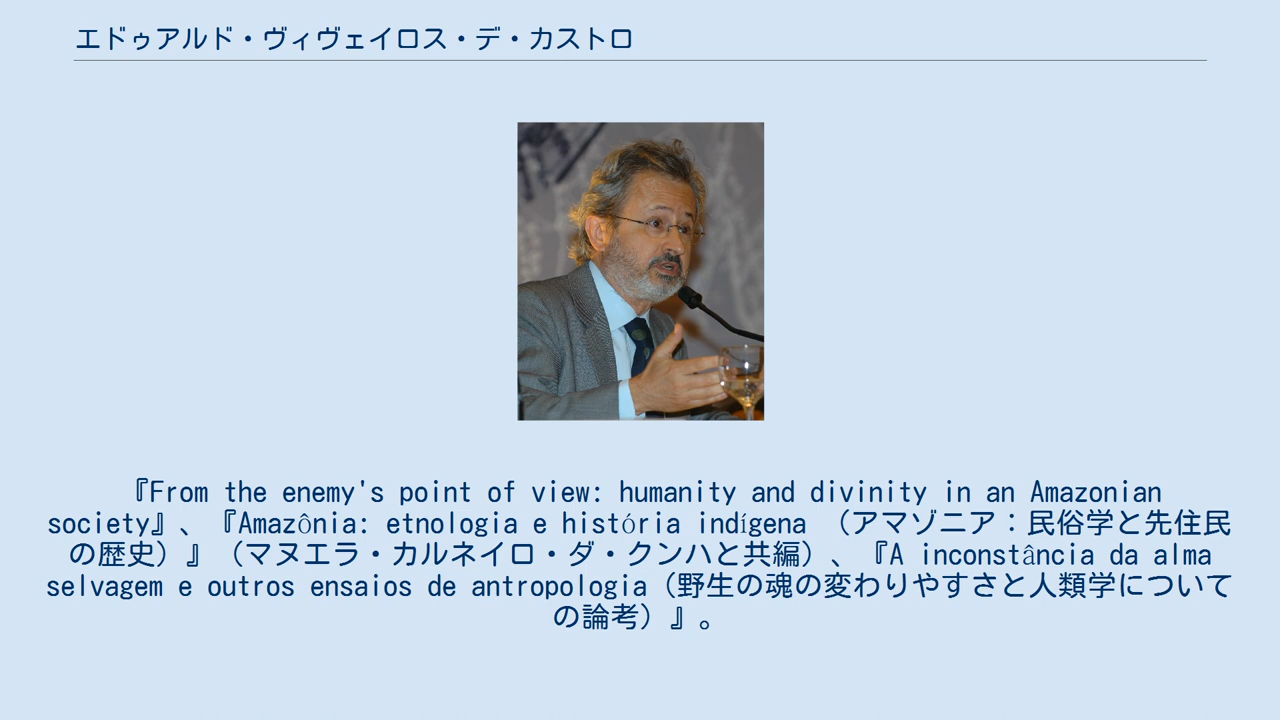 エドゥアルド・ヴィヴェイロス・デ・カストロ
『From the enemy's point of view: humanity and divinity in an Amazonian
society』、『Amazônia: etnologia e história indígena （アマゾニア：民俗学と先住民
の歴史）』（マヌエラ・カルネイロ・ダ・クンハと共編）、『A inconstância da alma
selvagem e outros ensaios de antropologia（野生の魂の変わりやすさと人類学について
の論考）』。